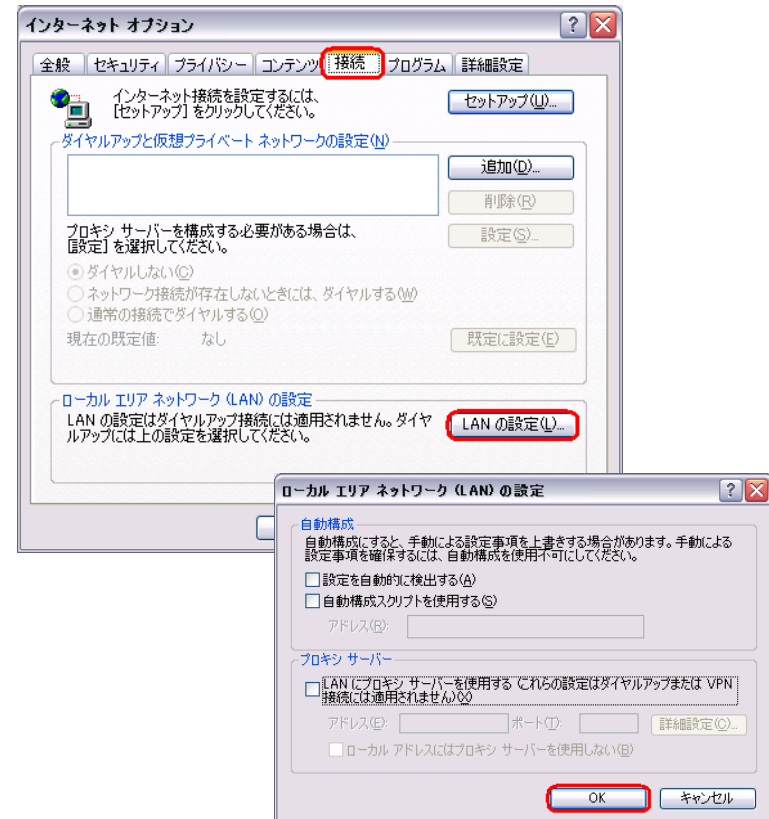 インターネット オプション
全般 セキュリティ プライバシー コンテンツ 接続 プログラム 詳細設定
インターネット接続を設定するには、
[セットアップ] をクリックしてください。
セットアップ(U)...
ダイヤルアップと仮想プライベート ネットワークの設定(N)
追加(D)...
削除(R)
プロキシ サーバーを構成する必要がある場合は、
[設定] を選択してください。
設定(S)...
ダイヤルしない(C)
ネットワーク接続が存在しないときには、ダイヤルする(W)
通常の接続でダイヤルする(O)
現在の既定値: なし
既定に設定(E)
ローカル エリア ネットワーク (LAN) の設定
LAN の設定はダイヤルアップ接続には適用されません。ダイヤ
ルアップには上の設定を選択してください。
LAN の設定(L)...
ローカル エリア ネットワーク (LAN) の設定
自動構成
自動構成にすると、手動による設定事項を上書きする場合があります。手動による
設定事項を確保するには、自動構成を使用不可にしてください。
設定を自動的に検出する(A)
自動構成スクリプトを使用する(S)
アドレス(R):
プロキシ サーバー
LAN にプロキシ サーバーを使用する (これらの設定はダイヤルアップまたは VPN
接続には適用されません)(X)
アドレス(E): ポート(T): 詳細設定(C)...
ローカル アドレスにはプロキシ サーバーを使用しない(B)
OK キャンセル